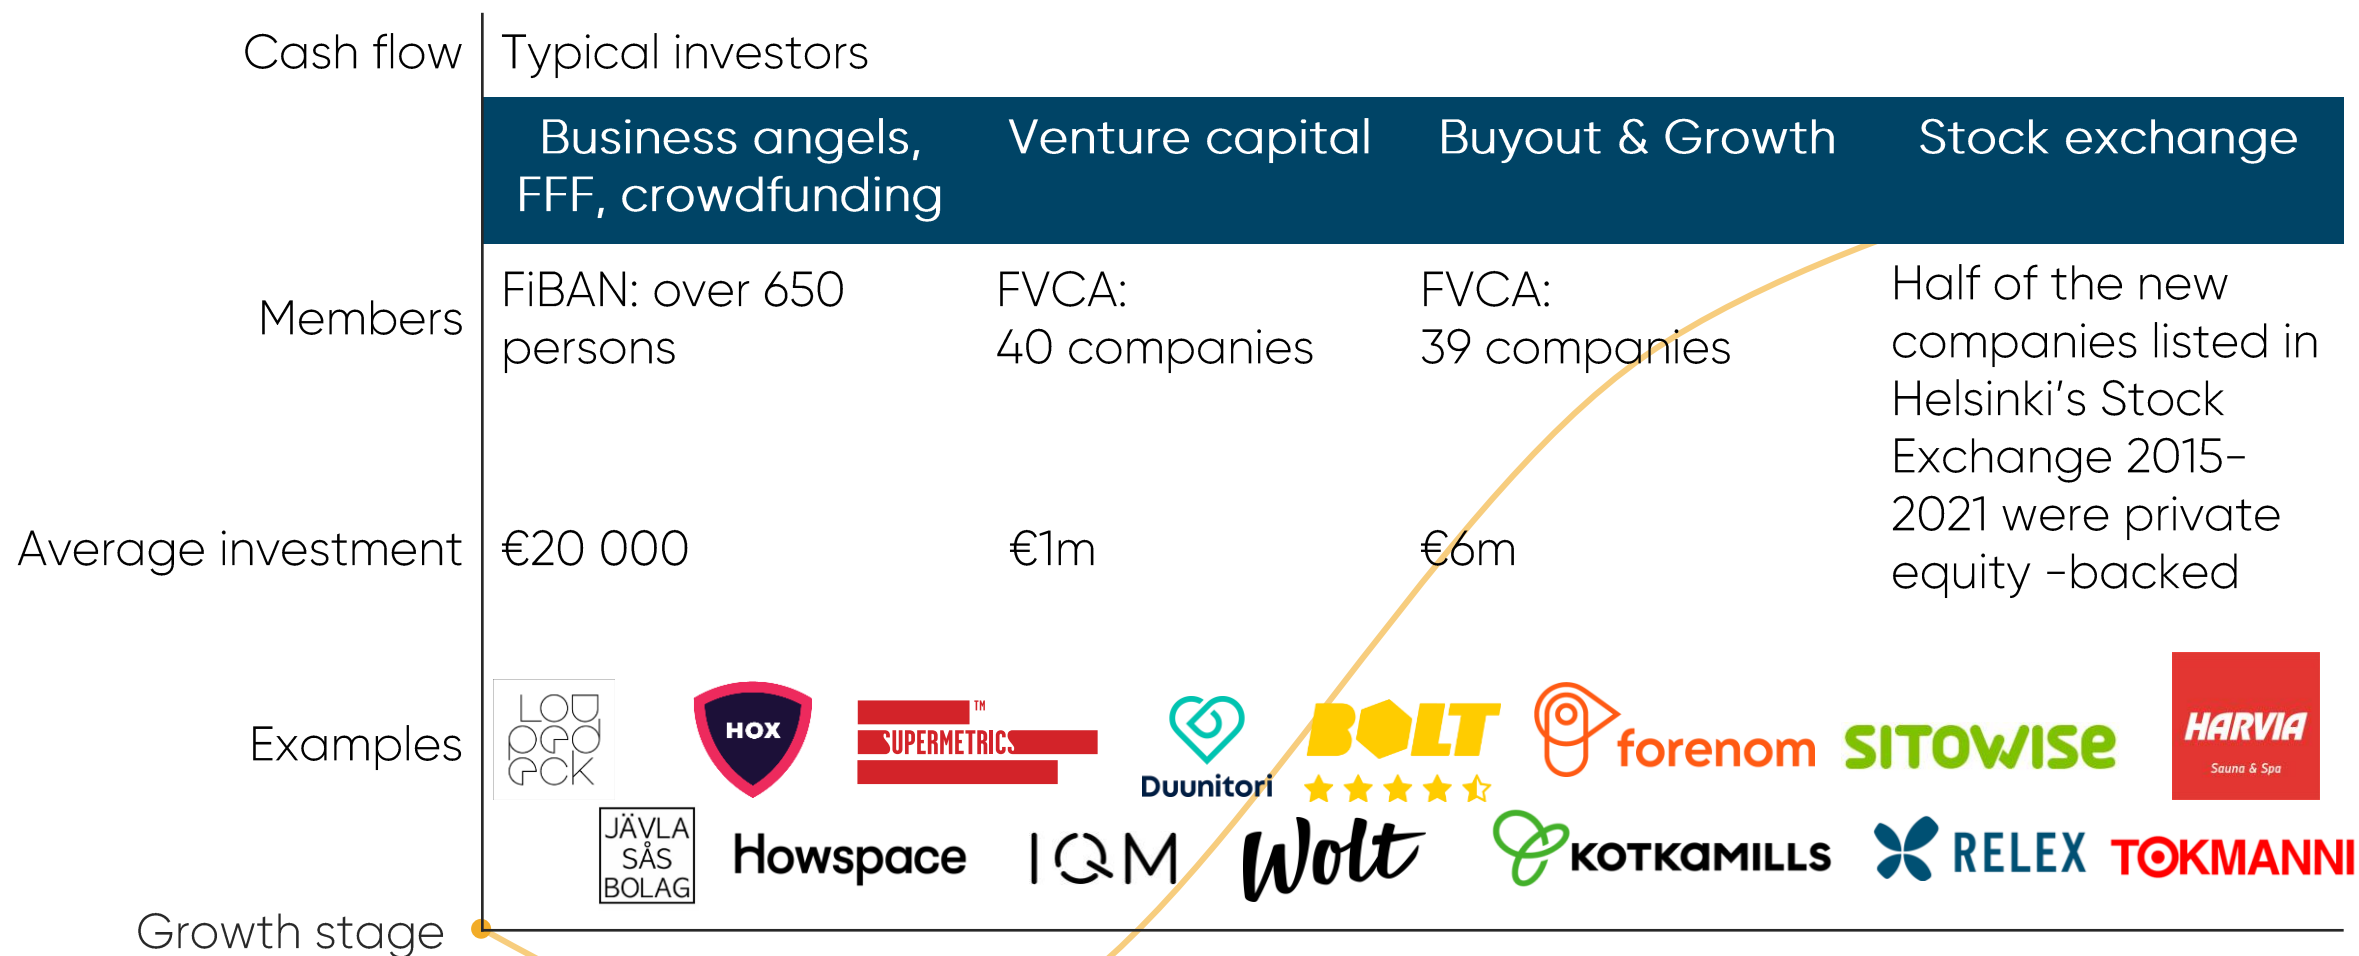 Cash flow
Typical investors
Business angels,
FFF, crowdfunding
Venture capital
Buyout & Growth
Stock exchange
Members
FiBAN: over 650
persons
FVCA:
40 companies
FVCA:
39 companies
Half of the new
companies listed in
Helsinki's Stock
Exchange 2015-
2021 were private
equity -backed
Average investment
€20 000
€1m
€6m
Examples
LOU
PED
ECK
HOX
SUPERMETRICS™
Duunitori
BOLT
forenom
SITOWISE
HARVIA
Sauna & Spa
JÄVLA
SÅS
BOLAG
Howspace
IQM
Wolt
KOTKAMILLS
RELEX
TOKMANNI
Growth stage